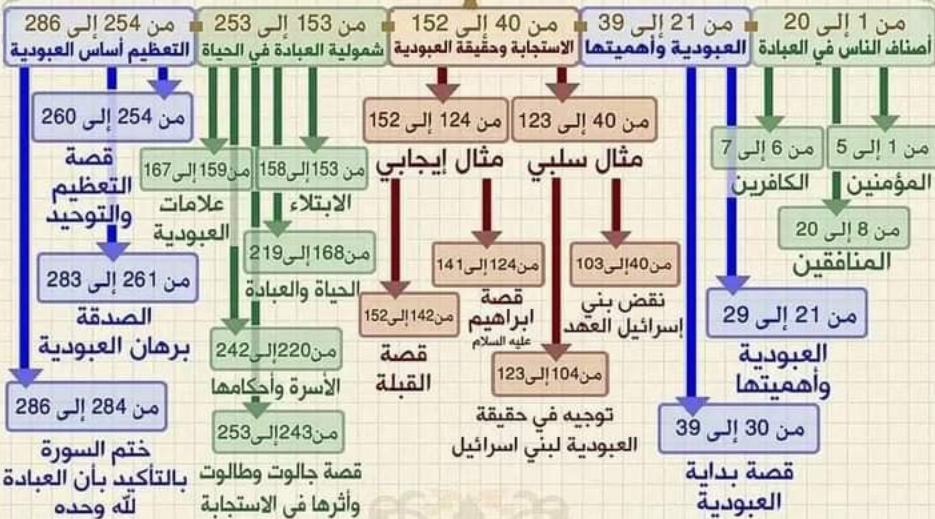 من 1 إلى 20
أصناف الناس في العبادة
من 1 إلى 5
المؤمنين
من 6 إلى 7
الكافرين
من 8 إلى 20
المنافقين
من 21 إلى 39
العبودية وأهميتها
من 21 إلى 29
العبودية
وأهميتها
من 30 إلى 39
قصة بداية
العبودية
من 40 إلى 152
الاستجابة وحقيقة العبودية
من 40 إلى 123
مثال سلبي
من40إلى103
نقض بني
إسرائيل العهد
من104إلى123
توجيه في حقيقة
العبودية لبني اسرائيل
من 124 إلى 152
مثال إيجابي
من124إلى141
قصة
ابراهيم
عليه السلام
من142إلى152
قصة
القبلة
من 153 إلى 253
شمولية العبادة في الحياة
من 153إلى158
الابتلاء
من159إلى167
علامات
العبودية
من168إلى219
الحياة والعبادة
من220إلى242
الأسرة وأحكامها
من243إلى253
قصة جالوت وطالوت
وأثرها في الاستجابة
من 254 إلى 286
التعظيم أساس العبودية
من 254 إلى 260
قصة
التعظيم
والتوحيد
من 261 إلى 283
الصدقة
برهان العبودية
من 284 إلى 286
ختم السورة
بالتأكيد بأن العبادة
لله وحده